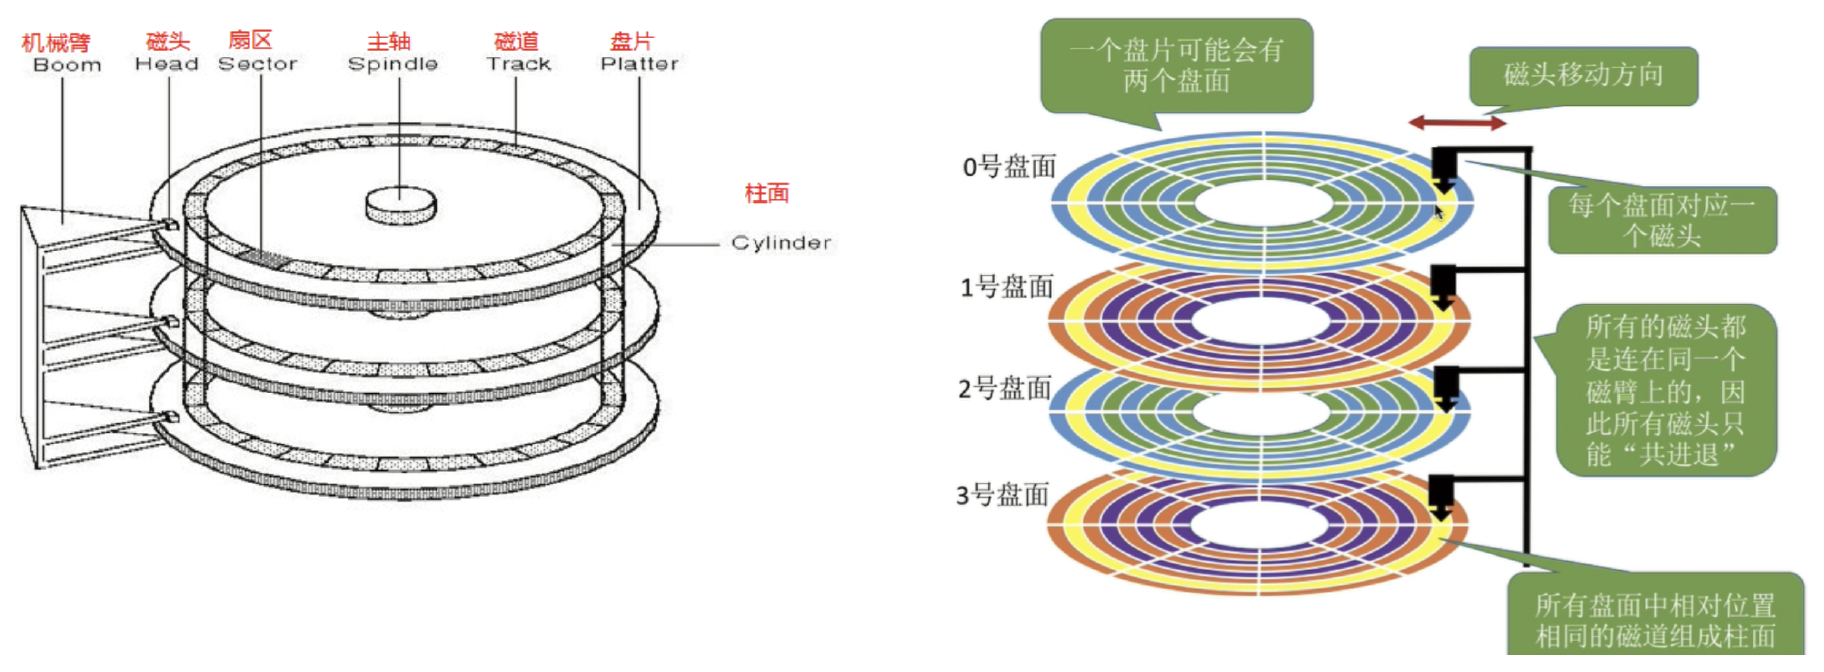 机械臂
Boom
磁头
Head
扇区
Sector
主轴
Spindle
磁道
Track
盘片
Platter
柱面
Cylinder
一个盘片可能会有
两个盘面
磁头移动方向
0号盘面
每个盘面对应一
个磁头
1号盘面
所有的磁头都
是连在同一个
磁臂上的，因
此所有磁头只
能“共进退”
2号盘面
3号盘面
所有盘面中相对位置
相同的磁道组成柱面